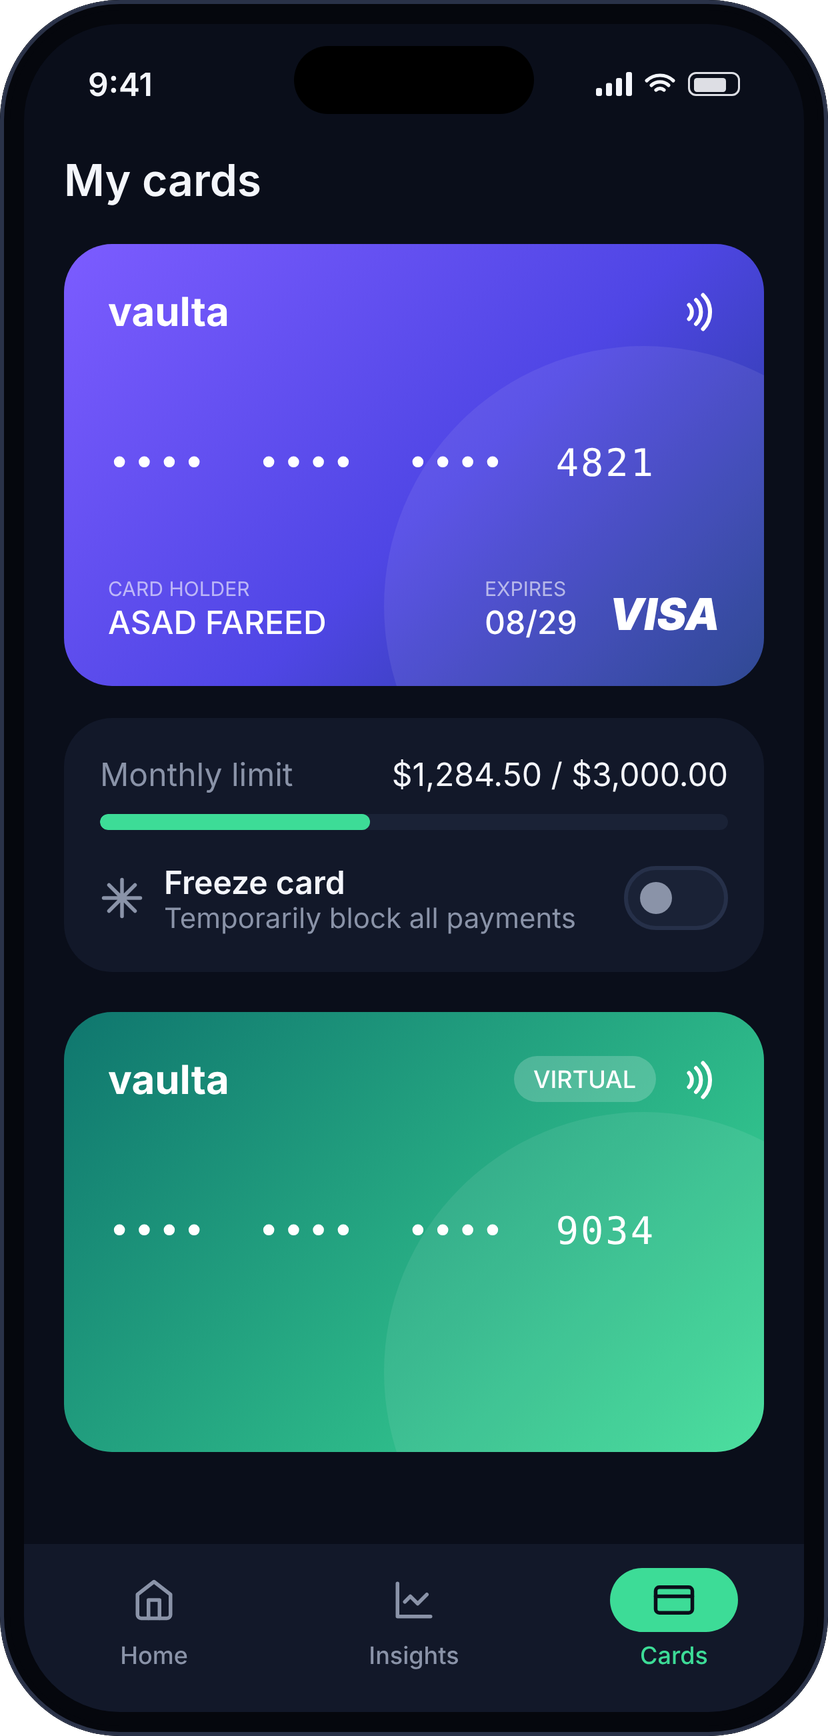 9:41
My cards
vaulta
•••• •••• •••• 4821
CARD HOLDER EXPIRES
ASAD FAREED 08/29 VISA
Monthly limit $1,284.50 / $3,000.00
Freeze card
Temporarily block all payments
vaulta VIRTUAL
•••• •••• •••• 9034
Home Insights Cards